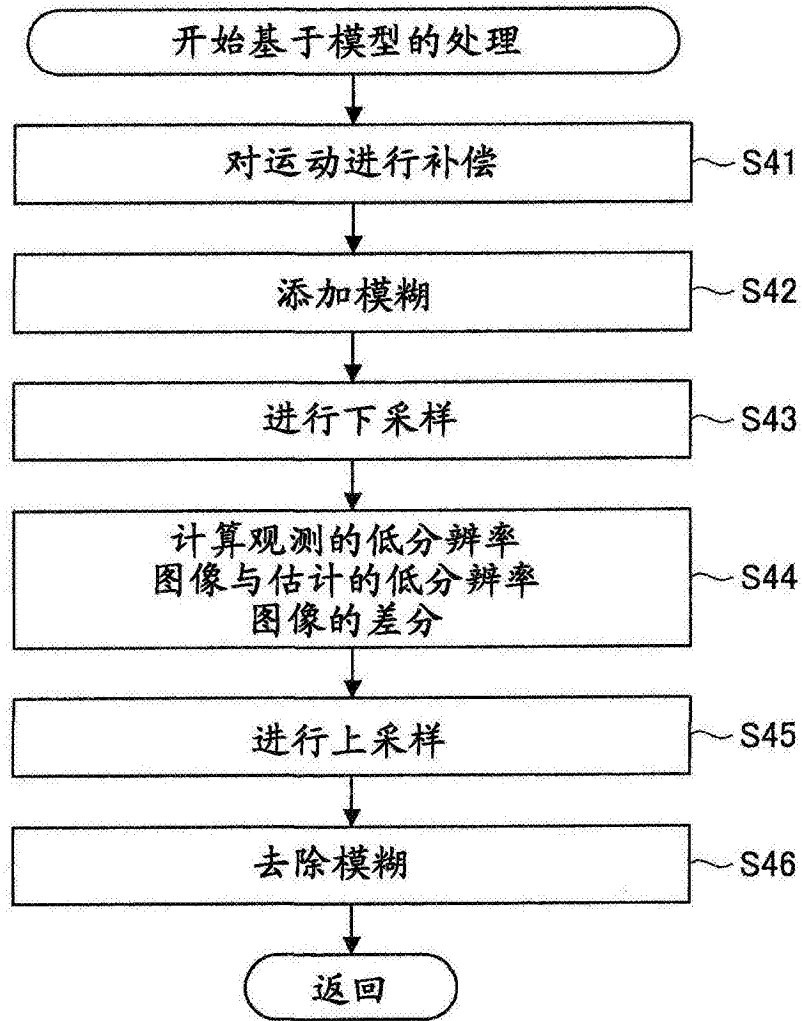 开始基于模型的处理
对运动进行补偿
S41
添加模糊
S42
进行下采样
S43
计算观测的低分辨率
图像与估计的低分辨率
图像的差分
S44
进行上采样
S45
去除模糊
S46
返回